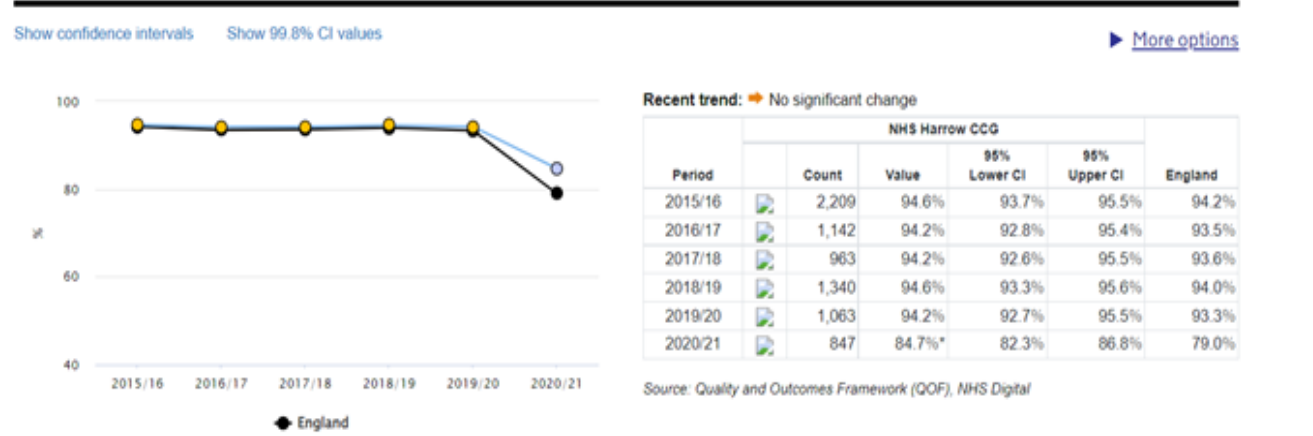 Show confidence intervals Show 99.8% CI values
More options
100
80
%
60
40
2015/16 2016/17 2017/18 2018/19 2019/20 2020/21
England
Recent trend: No significant change
NHS Harrow CCG
Period Count Value 95% Lower CI 95% Upper CI England
2015/16 2,209 94.6% 93.7% 95.5% 94.2%
2016/17 1,142 94.2% 92.8% 95.4% 93.5%
2017/18 963 94.2% 92.6% 95.5% 93.6%
2018/19 1,340 94.6% 93.3% 95.6% 94.0%
2019/20 1,063 94.2% 92.7% 95.5% 93.3%
2020/21 847 84.7%* 82.3% 86.8% 79.0%
Source: Quality and Outcomes Framework (QOF), NHS Digital